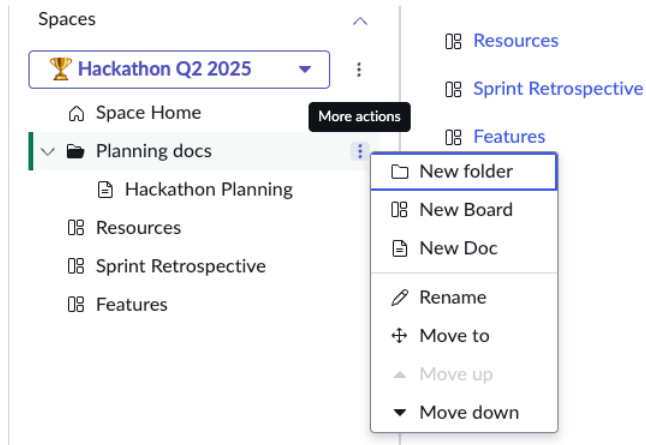 Spaces
Hackathon Q2 2025
Space Home
More actions
Planning docs
Hackathon Planning
Resources
Sprint Retrospective
Features
Resources
Sprint Retrospective
Features
New folder
New Board
New Doc
Rename
Move to
Move up
Move down